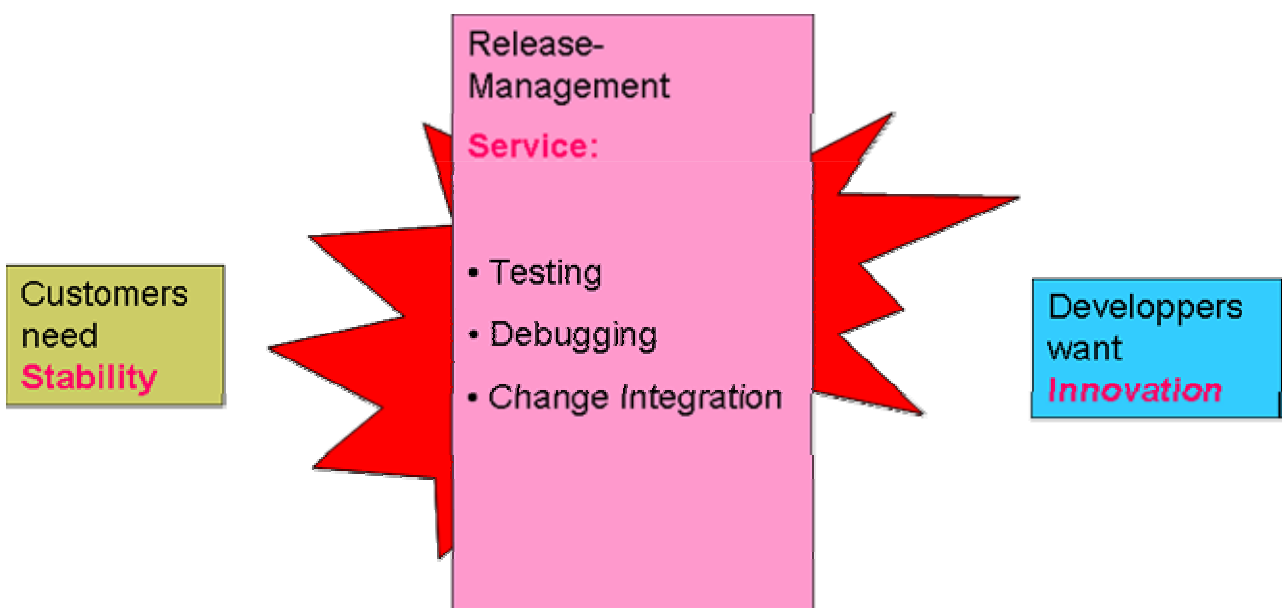 Release-
Management
Service:
• Testing
• Debugging
• Change Integration
Customers
need
Stability
Developpers
want
Innovation